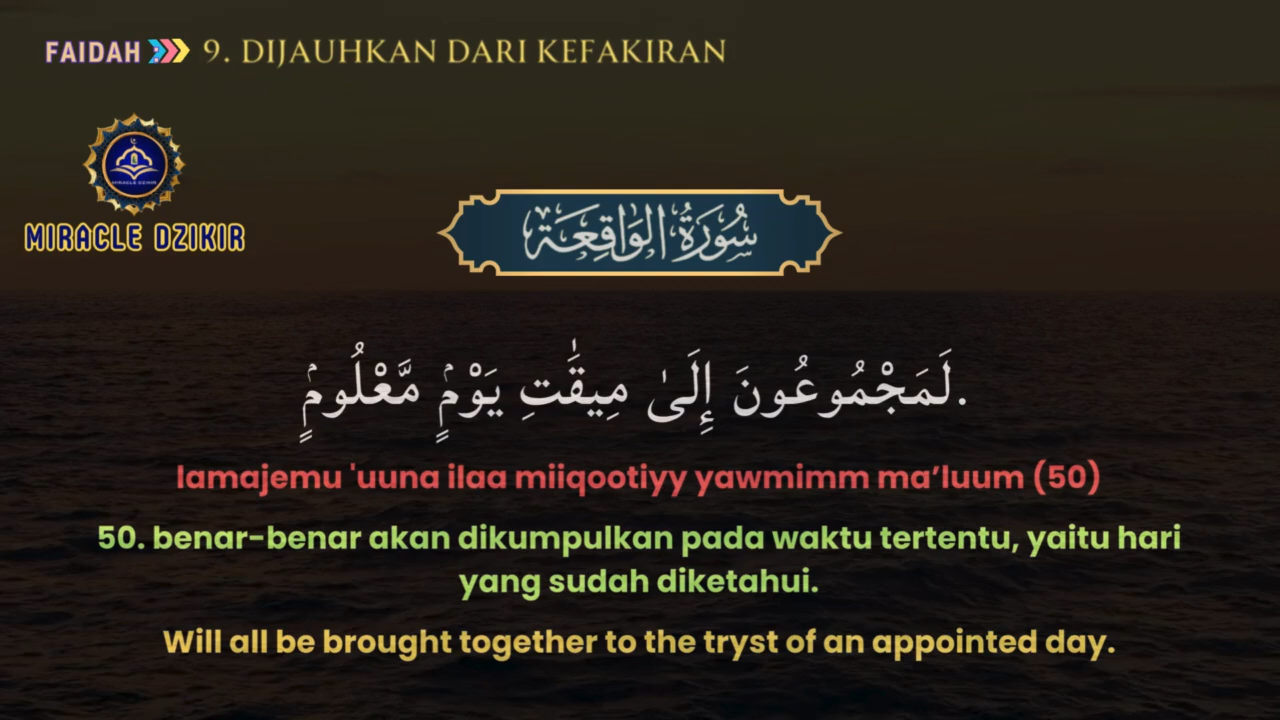 FAIDAH 9. DIJAUHKAN DARI KEFAKIRAN
MIRACLE DZIKIR
MIRACLE DZIKIR
سُورَةُ الوَاقِعَة
لَمَجْمُوعُونَ إِلَىٰ مِيقَٰتِ يَوْمٍۢ مَّعْلُومٍۢ.
lamajemu 'uuna ilaa miiqootiyy yawmimm ma’luum (50)
50. benar-benar akan dikumpulkan pada waktu tertentu, yaitu hari
yang sudah diketahui.
Will all be brought together to the tryst of an appointed day.